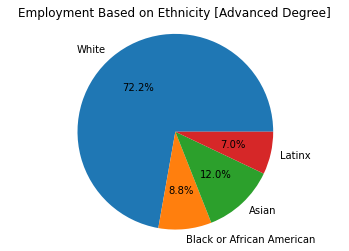 Employment Based on Ethnicity [Advanced Degree]
White
72.2%
7.0%
Latinx
12.0%
8.8%
Asian
Black or African American